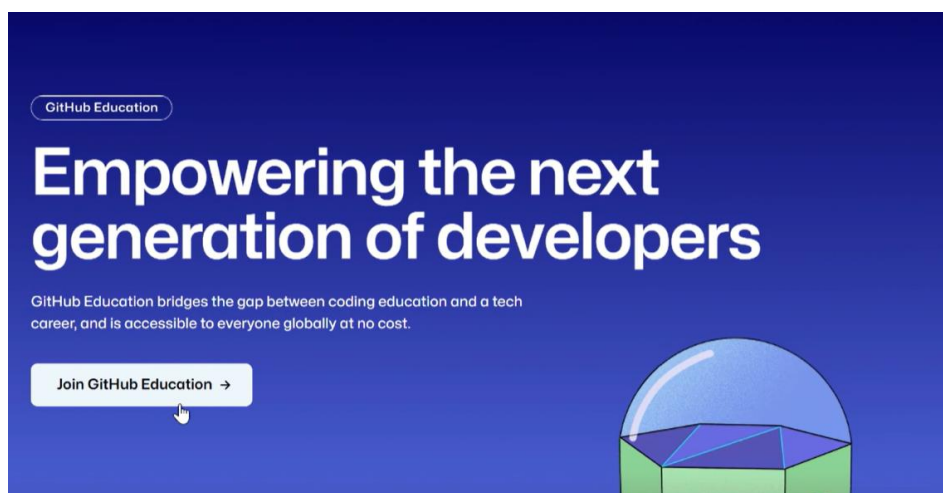 GitHub Education
Empowering the next
generation of developers
GitHub Education bridges the gap between coding education and a tech
career, and is accessible to everyone globally at no cost.
Join GitHub Education →